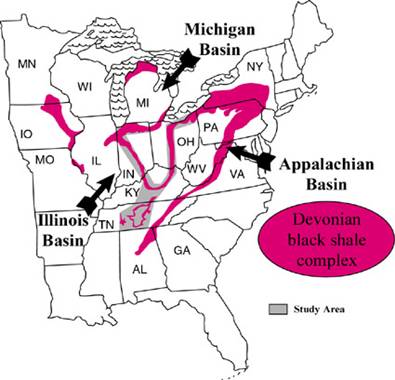 Michigan
Basin
MN
WI
NY
MI
IO
PA
OH
MO
IL
IN
WV
VA
Appalachian
Basin
KY
Illinois
Basin
TN
Devonian
black shale
complex
AL
GA
Study Area